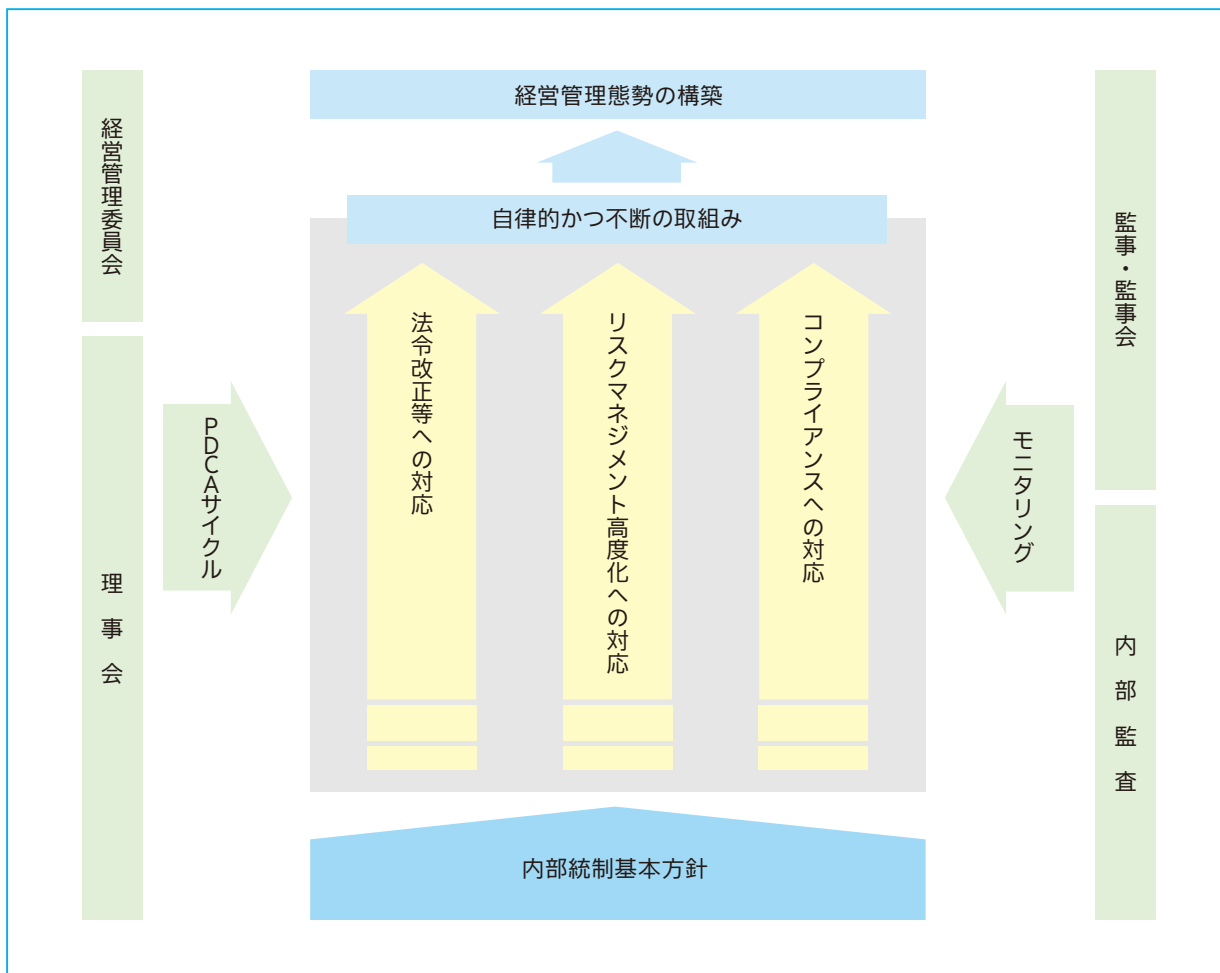 経営管理態勢の構築
自律的かつ不断の取組み
経営管理委員会
理事会
PDCAサイクル
法令改正等への対応
リスクマネジメント高度化への対応
コンプライアンスへの対応
モニタリング
監事・監事会
内部監査
内部統制基本方針